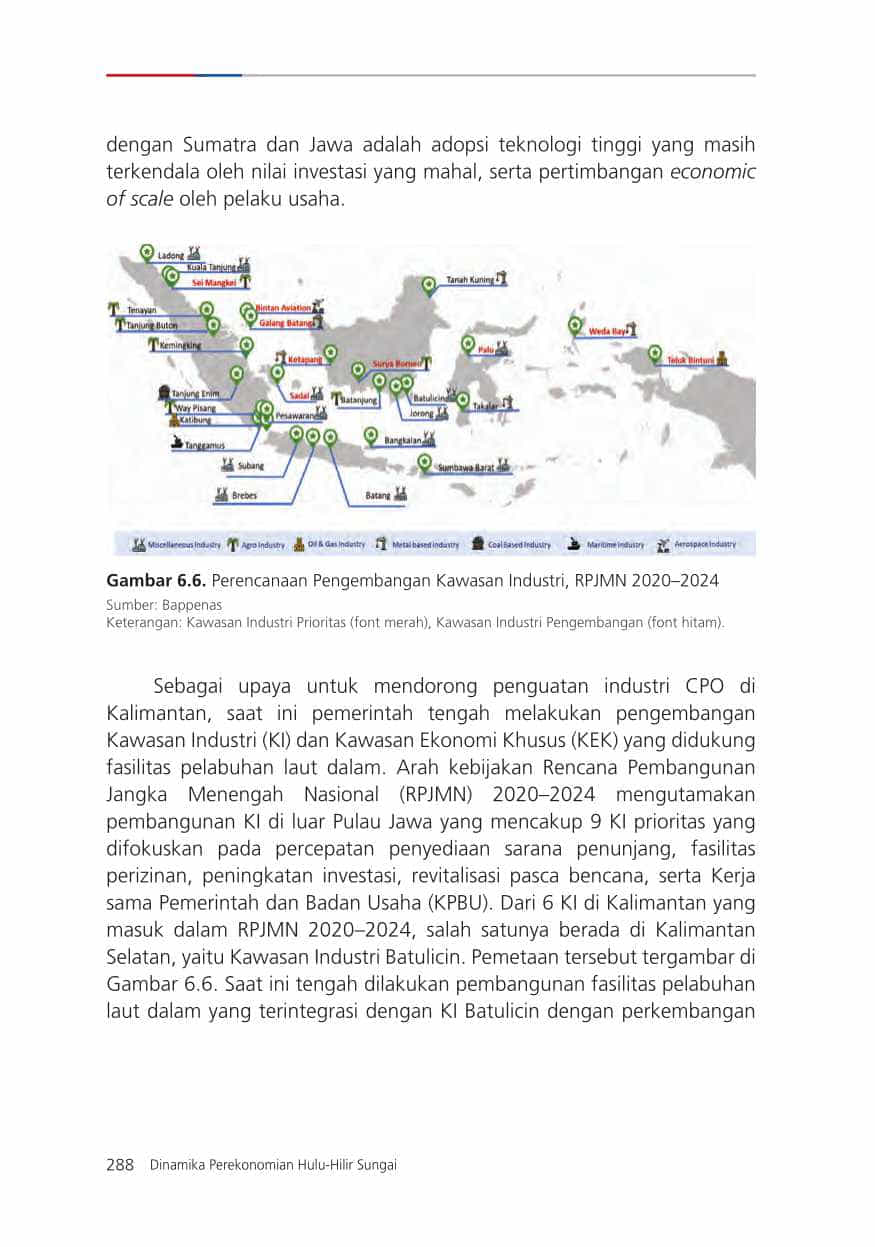 dengan Sumatra dan Jawa adalah adopsi teknologi tinggi yang masih
terkendala oleh nilai investasi yang mahal, serta pertimbangan economic
of scale oleh pelaku usaha.
Ladong
Kuala Tanjung
Sei Mangkei
Tanah Kuning
Tenayan
Bintan Aviation
Tanjung Buton
Galang Batang
Weda Bay
Kemingking
Ketapang
Surya Borneo
Palu
Teluk Bintuni
Tanjung Enim
Sadai
Batanjung
Batulicin
Way Pisang
Pesawaran
Jorong
Takalar
Katibung
Tanggamus
Bangkalan
Subang
Sumbawa Barat
Brebes
Batang
Miscellaneous Industry Agro Industry Oil & Gas Industry Metal based industry Coal Based Industry Maritime Industry Aerospace Industry
Gambar 6.6. Perencanaan Pengembangan Kawasan Industri, RPJMN 2020–2024
Sumber: Bappenas
Keterangan: Kawasan Industri Prioritas (font merah), Kawasan Industri Pengembangan (font hitam).
Sebagai upaya untuk mendorong penguatan industri CPO di
Kalimantan, saat ini pemerintah tengah melakukan pengembangan
Kawasan Industri (KI) dan Kawasan Ekonomi Khusus (KEK) yang didukung
fasilitas pelabuhan laut dalam. Arah kebijakan Rencana Pembangunan
Jangka Menengah Nasional (RPJMN) 2020–2024 mengutamakan
pembangunan KI di luar Pulau Jawa yang mencakup 9 KI prioritas yang
difokuskan pada percepatan penyediaan sarana penunjang, fasilitas
perizinan, peningkatan investasi, revitalisasi pasca bencana, serta Kerja
sama Pemerintah dan Badan Usaha (KPBU). Dari 6 KI di Kalimantan yang
masuk dalam RPJMN 2020–2024, salah satunya berada di Kalimantan
Selatan, yaitu Kawasan Industri Batulicin. Pemetaan tersebut tergambar di
Gambar 6.6. Saat ini tengah dilakukan pembangunan fasilitas pelabuhan
laut dalam yang terintegrasi dengan KI Batulicin dengan perkembangan
288 Dinamika Perekonomian Hulu-Hilir Sungai